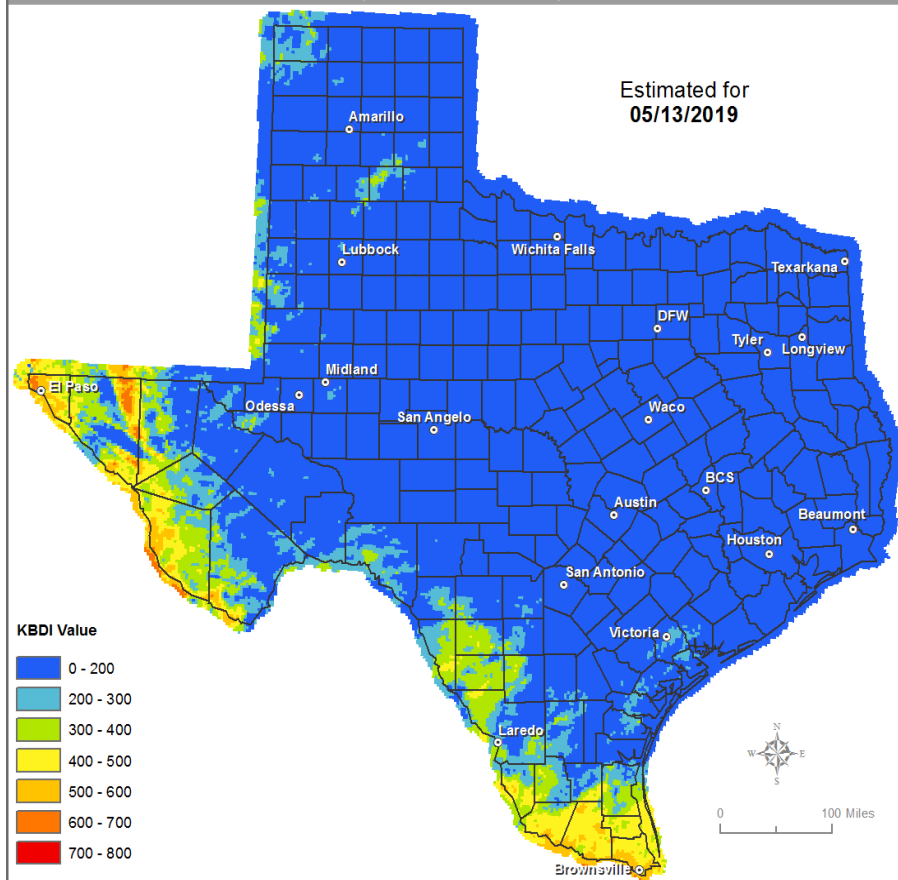 Estimated for
05/13/2019
Amarillo
Lubbock
Wichita Falls
Texarkana
DFW
Tyler
Longview
Midland
El Paso
Odessa
San Angelo
Waco
BCS
Austin
Beaumont
Houston
San Antonio
Victoria
Laredo
Brownsville
KBDI Value
0 - 200
200 - 300
300 - 400
400 - 500
500 - 600
600 - 700
700 - 800
N
W E
S
0 100 Miles